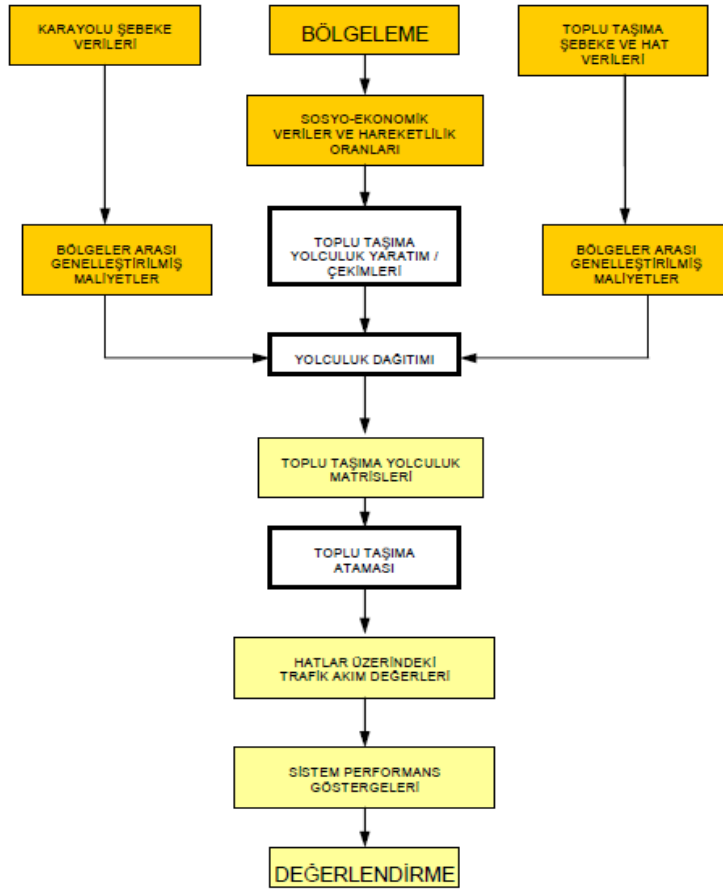 KARAYOLU ŞEBEKE
VERİLERİ
BÖLGELEME
TOPLU TAŞIMA
ŞEBEKE VE HAT
VERİLERİ
SOSYO-EKONOMİK
VERİLER VE HAREKETLİLİK
ORANLARI
BÖLGELER ARASI
GENELLEŞTİRİLMİŞ
MALİYETLER
TOPLU TAŞIMA
YOLCULUK YARATIM /
ÇEKİMLERİ
BÖLGELER ARASI
GENELLEŞTİRİLMİŞ
MALİYETLER
YOLCULUK DAĞITIMI
TOPLU TAŞIMA YOLCULUK
MATRİSLERİ
TOPLU TAŞIMA
ATAMASI
HATLAR ÜZERİNDEKİ
TRAFİK AKIM DEĞERLERİ
SİSTEM PERFORMANS
GÖSTERGELERİ
DEĞERLENDİRME